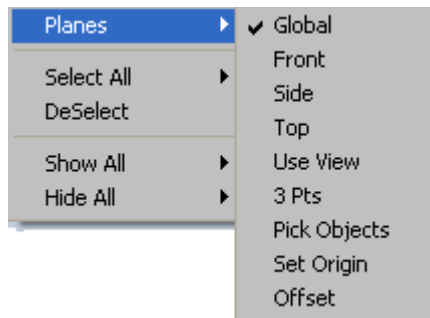 Planes
Select All
DeSelect
Show All
Hide All
Global
Front
Side
Top
Use View
3 Pts
Pick Objects
Set Origin
Offset